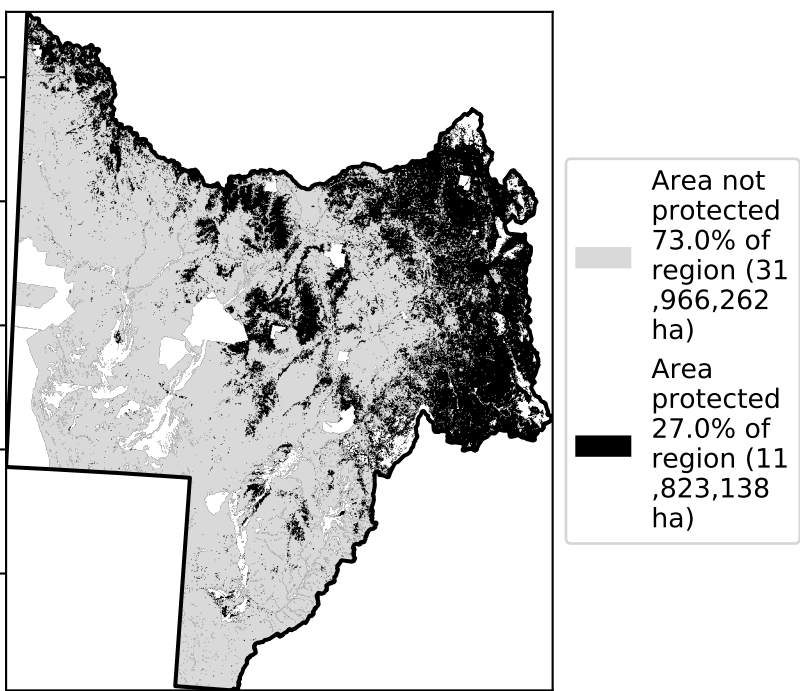 Area not
protected
73.0% of
region (31
,966,262
ha)
Area
protected
27.0% of
region (11
,823,138
ha)